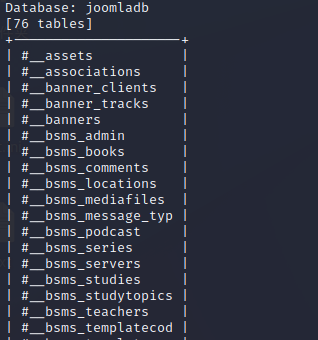 Database: joomladb
[76 tables]
+---------------------+
| #__assets |
| #__associations |
| #__banner_clients |
| #__banner_tracks |
| #__banners |
| #__bsms_admin |
| #__bsms_books |
| #__bsms_comments |
| #__bsms_locations |
| #__bsms_mediafiles |
| #__bsms_message_typ |
| #__bsms_podcast |
| #__bsms_series |
| #__bsms_servers |
| #__bsms_studies |
| #__bsms_studytopics |
| #__bsms_teachers |
| #__bsms_templatecod |